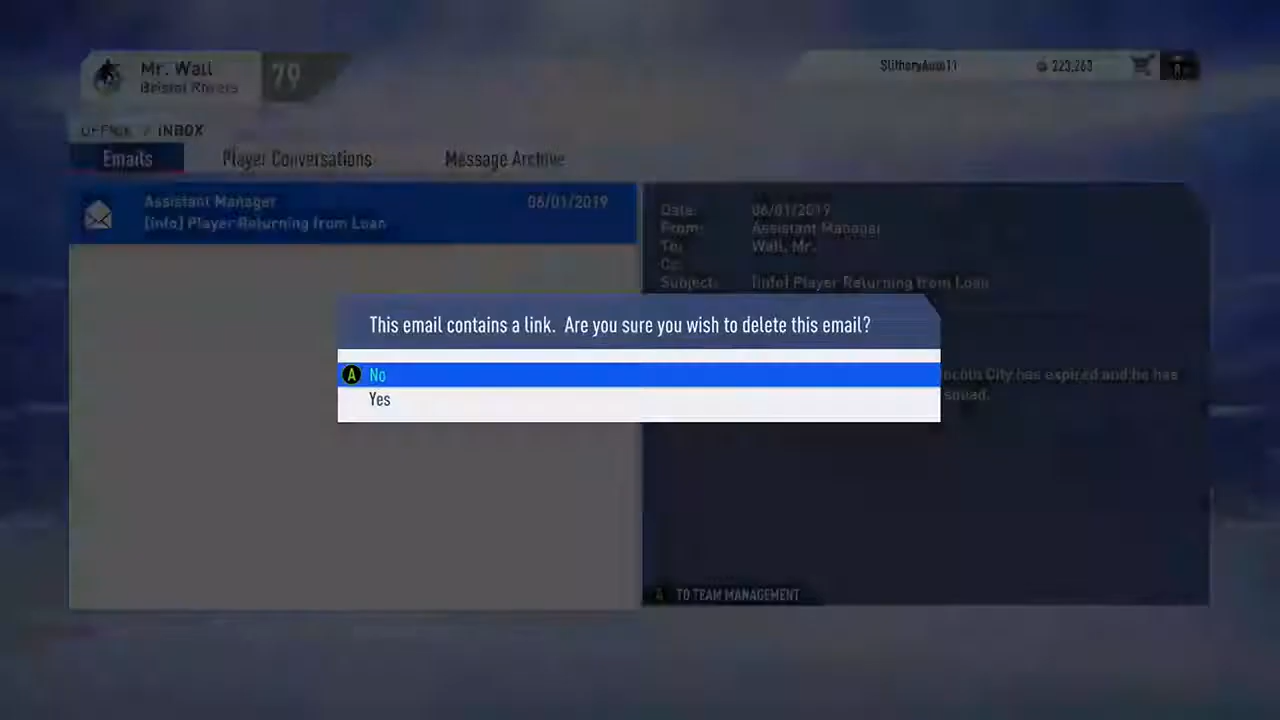 Mr. Wall
Bristol Rovers
79
SlitheryAuto11
223,263
OFFICE / INBOX
Emails
Player Conversations
Message Archive
Assistant Manager
06/01/2019
[Info] Player Returning from Loan
Date: 06/01/2019
From: Assistant Manager
To: Wall, Mr.
Cc:
Subject: [Info] Player Returning from Loan
This email contains a link. Are you sure you wish to delete this email?
A No
Yes
City has expired and he has
squad.
A TO TEAM MANAGEMENT